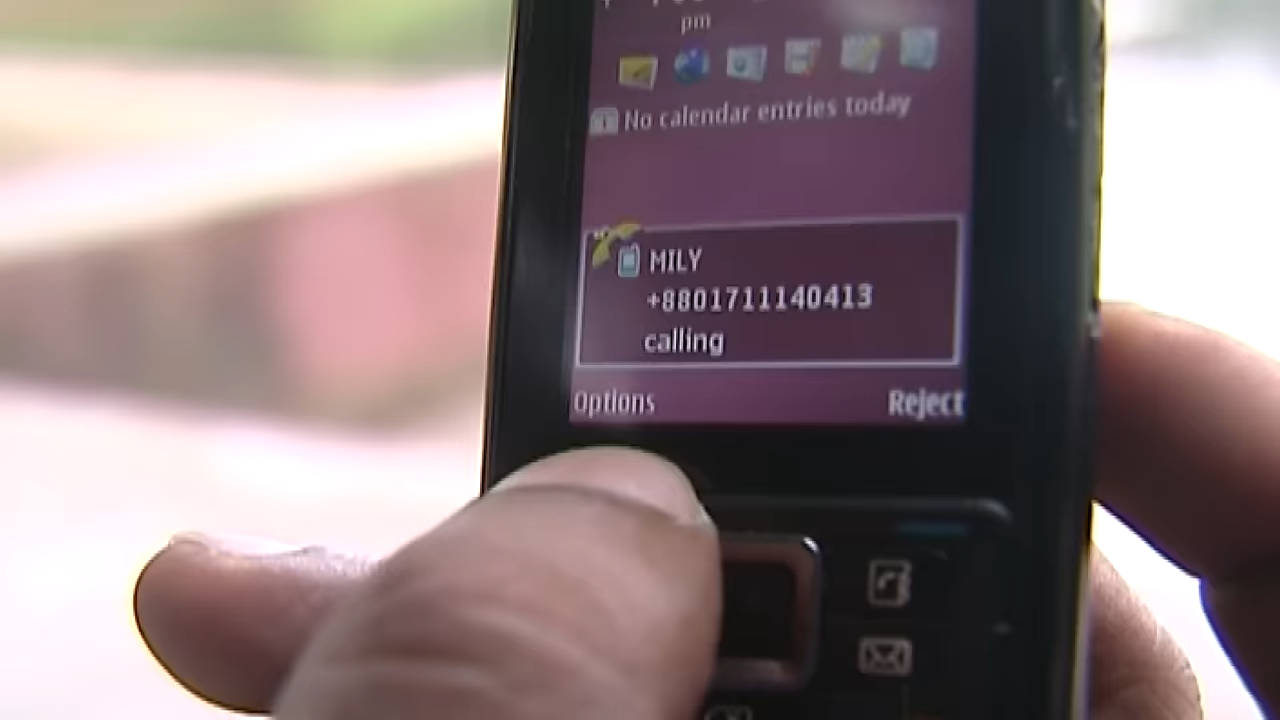 pm
No calendar entries today
MILY
+8801711140413
calling
Options
Reject